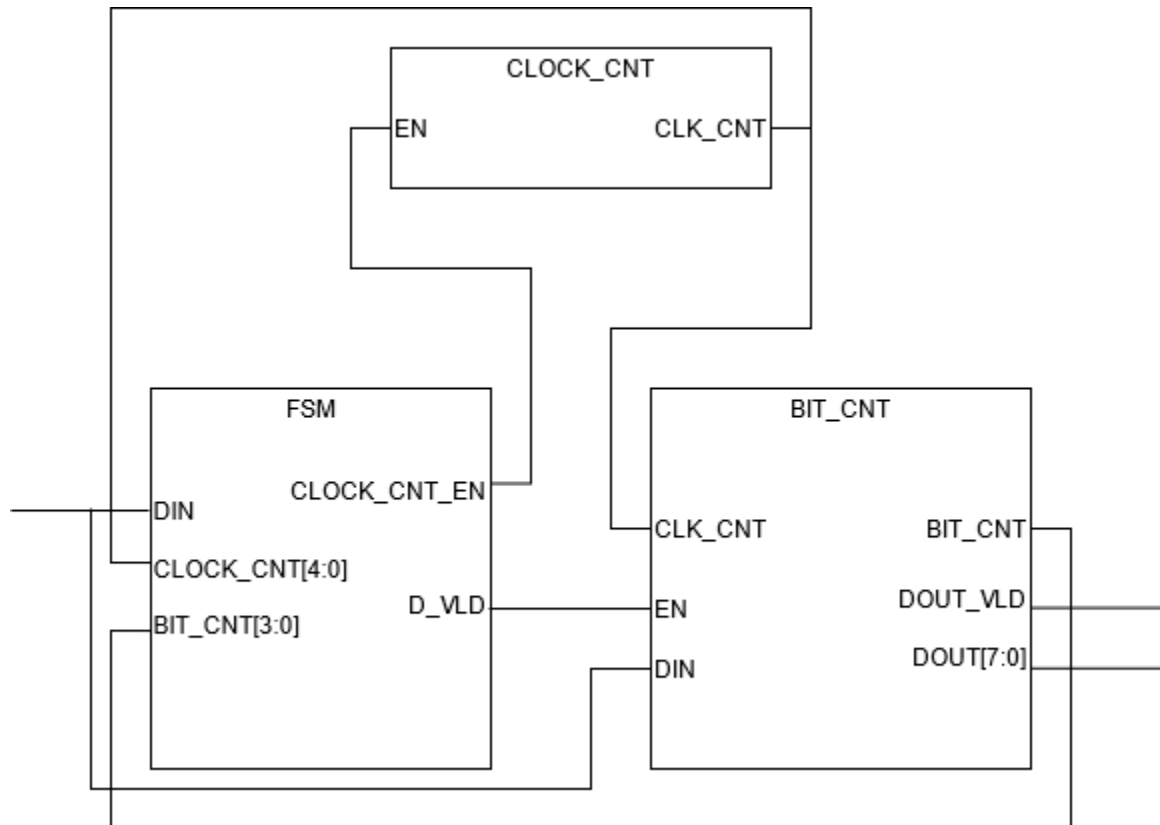 CLOCK_CNT
EN
CLK_CNT
FSM
CLOCK_CNT_EN
DIN
CLOCK_CNT[4:0]
D_VLD
BIT_CNT[3:0]
BIT_CNT
CLK_CNT
BIT_CNT
DOUT_VLD
EN
DOUT[7:0]
DIN